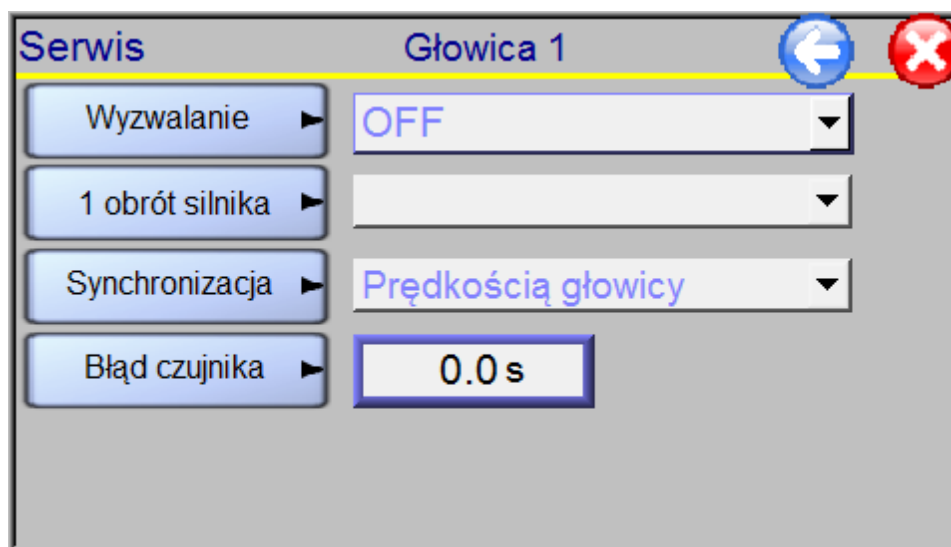 Serwis Głowica 1
Wyzwalanie OFF
1 obrót silnika
Synchronizacja Prędkością głowicy
Błąd czujnika 0.0 s